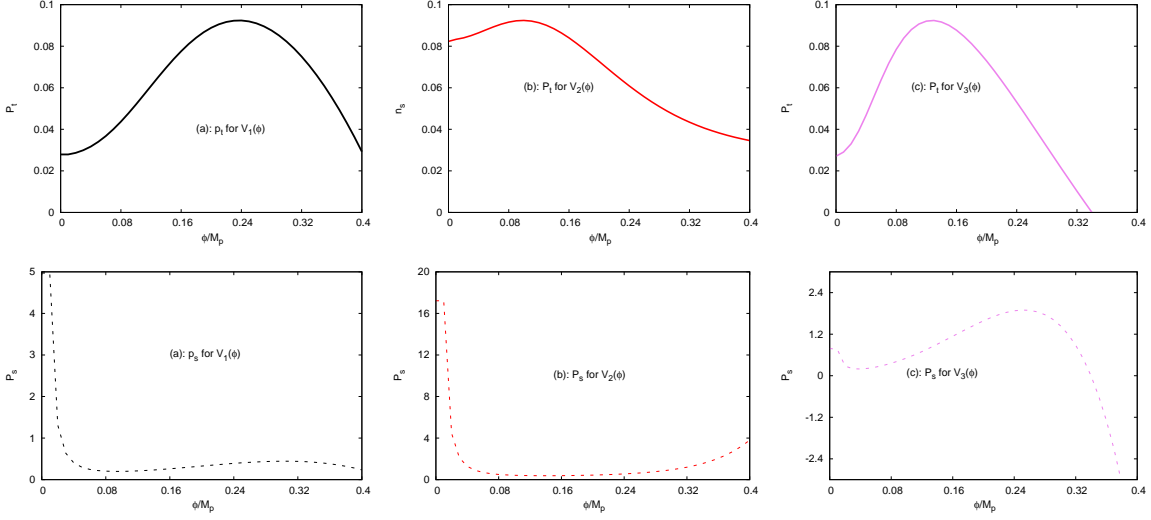 0.1
0.08
0.06
0.04
0.02
0
P_t
(a): p_t for V_1(ϕ)
0 0.08 0.16 0.24 0.32 0.4
ϕ/M_p
0.1
0.08
0.06
0.04
0.02
0
n_s
(b): P_t for V_2(ϕ)
0 0.08 0.16 0.24 0.32 0.4
ϕ/M_p
0.1
0.08
0.06
0.04
0.02
0
P_t
(c): P_t for V_3(ϕ)
0 0.08 0.16 0.24 0.32 0.4
ϕ/M_p
5
4
3
2
1
0
P_s
(a): p_s for V_1(ϕ)
0 0.08 0.16 0.24 0.32 0.4
ϕ/M_p
20
16
12
8
4
0
P_s
(b): P_s for V_2(ϕ)
0 0.08 0.16 0.24 0.32 0.4
ϕ/M_p
2.4
1.2
0
-1.2
-2.4
P_s
(c): P_s for V_3(ϕ)
0 0.08 0.16 0.24 0.32 0.4
ϕ/M_p